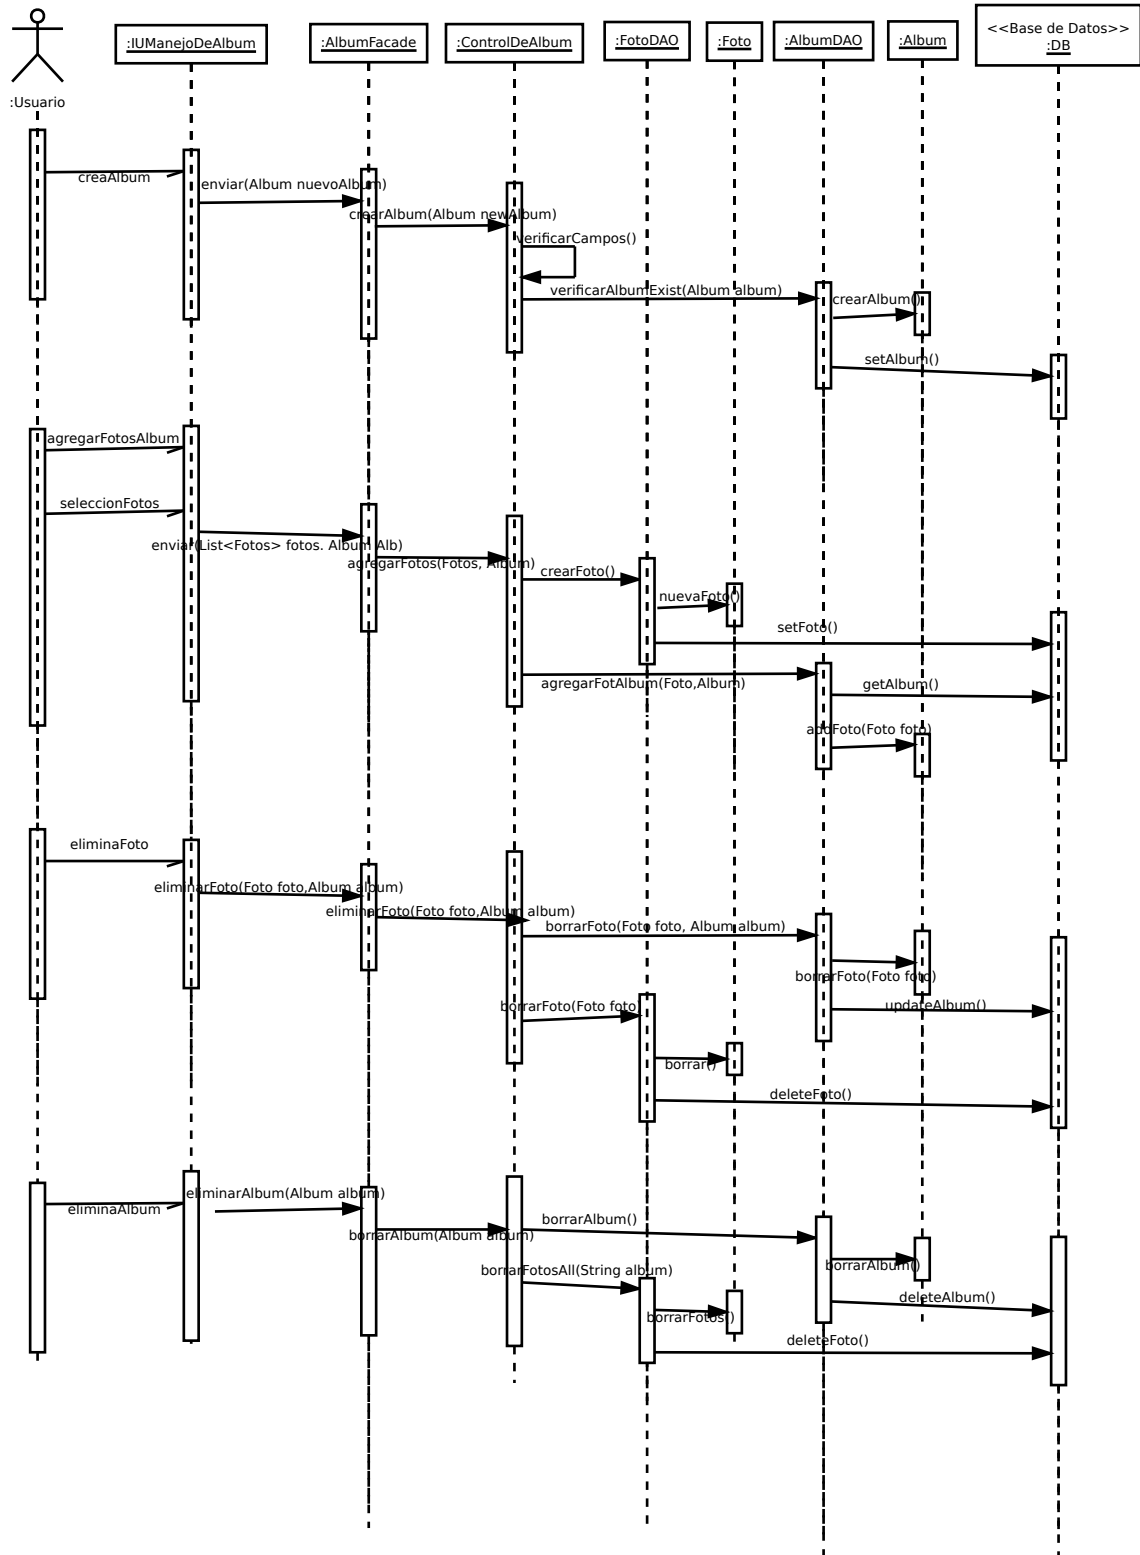 :Usuario
:IUManejoDeAlbum
:AlbumFacade
:ControlDeAlbum
:FotoDAO
:Foto
:AlbumDAO
:Album
<<Base de Datos>>
:DB
creaAlbum
enviar(Album nuevoAlbum)
crearAlbum(Album newAlbum)
verificarCampos()
verificarAlbumExist(Album album)
crearAlbum()
setAlbum()
agregarFotosAlbum
seleccionFotos
enviar(List<Fotos> fotos. Album Alb)
agregarFotos(Fotos, Album)
crearFoto()
nuevaFoto()
setFoto()
agregarFotAlbum(Foto,Album)
getAlbum()
addFoto(Foto foto)
eliminaFoto
eliminarFoto(Foto foto,Album album)
eliminarFoto(Foto foto,Album album)
borrarFoto(Foto foto, Album album)
borrarFoto(Foto foto)
updateAlbum()
borrarFoto(Foto foto)
borrar()
deleteFoto()
eliminaAlbum
eliminarAlbum(Album album)
borrarAlbum(Album album)
borrarAlbum()
borrarAlbum()
borrarFotosAll(String album)
deleteAlbum()
borrarFotos()
deleteFoto()